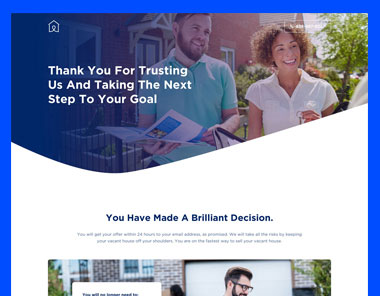 Thank You For Trusting
Us And Taking The Next
Step To Your Goal
You Have Made A Brilliant Decision.
You will get your offer within 24 hours to your email address, as promised. We will take all the risks by keeping
your vacant house off your shoulders. You are on the fastest way to sell your vacant house.
You will no longer need to: